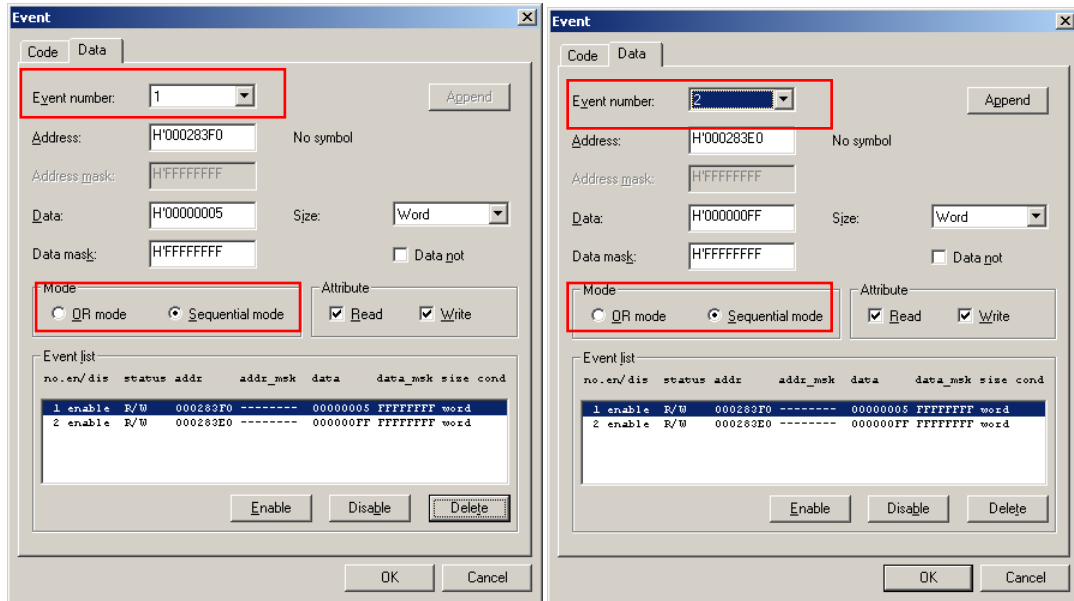 Event
Code Data
Event number: 1 Append
Address: H'000283F0 No symbol
Address mask: H'FFFFFFFF
Data: H'00000005 Size: Word
Data mask: H'FFFFFFFF Data not
Mode Attribute
OR mode Sequential mode Read Write
Event list
no.en/dis status addr addr_msk data data_msk size cond
1 enable R/W 000283F0 -------- 00000005 FFFFFFFF word
2 enable R/W 000283E0 -------- 000000FF FFFFFFFF word
Enable Disable Delete
OK Cancel
Event
Code Data
Event number: 2 Append
Address: H'000283E0 No symbol
Address mask: H'FFFFFFFF
Data: H'000000FF Size: Word
Data mask: H'FFFFFFFF Data not
Mode Attribute
OR mode Sequential mode Read Write
Event list
no.en/dis status addr addr_msk data data_msk size cond
1 enable R/W 000283F0 -------- 00000005 FFFFFFFF word
2 enable R/W 000283E0 -------- 000000FF FFFFFFFF word
Enable Disable Delete
OK Cancel